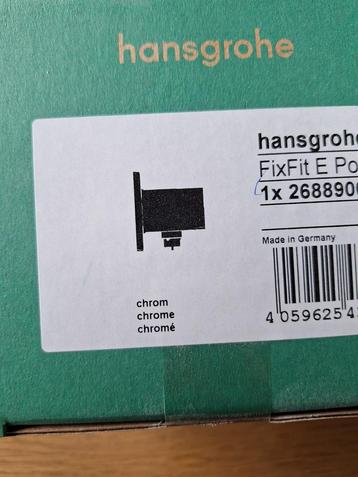 hansgrohe
hansgrohe
FixFit E Po
1x 2688900
Made in Germany
chrom
chrome
chromé
4 059625 4